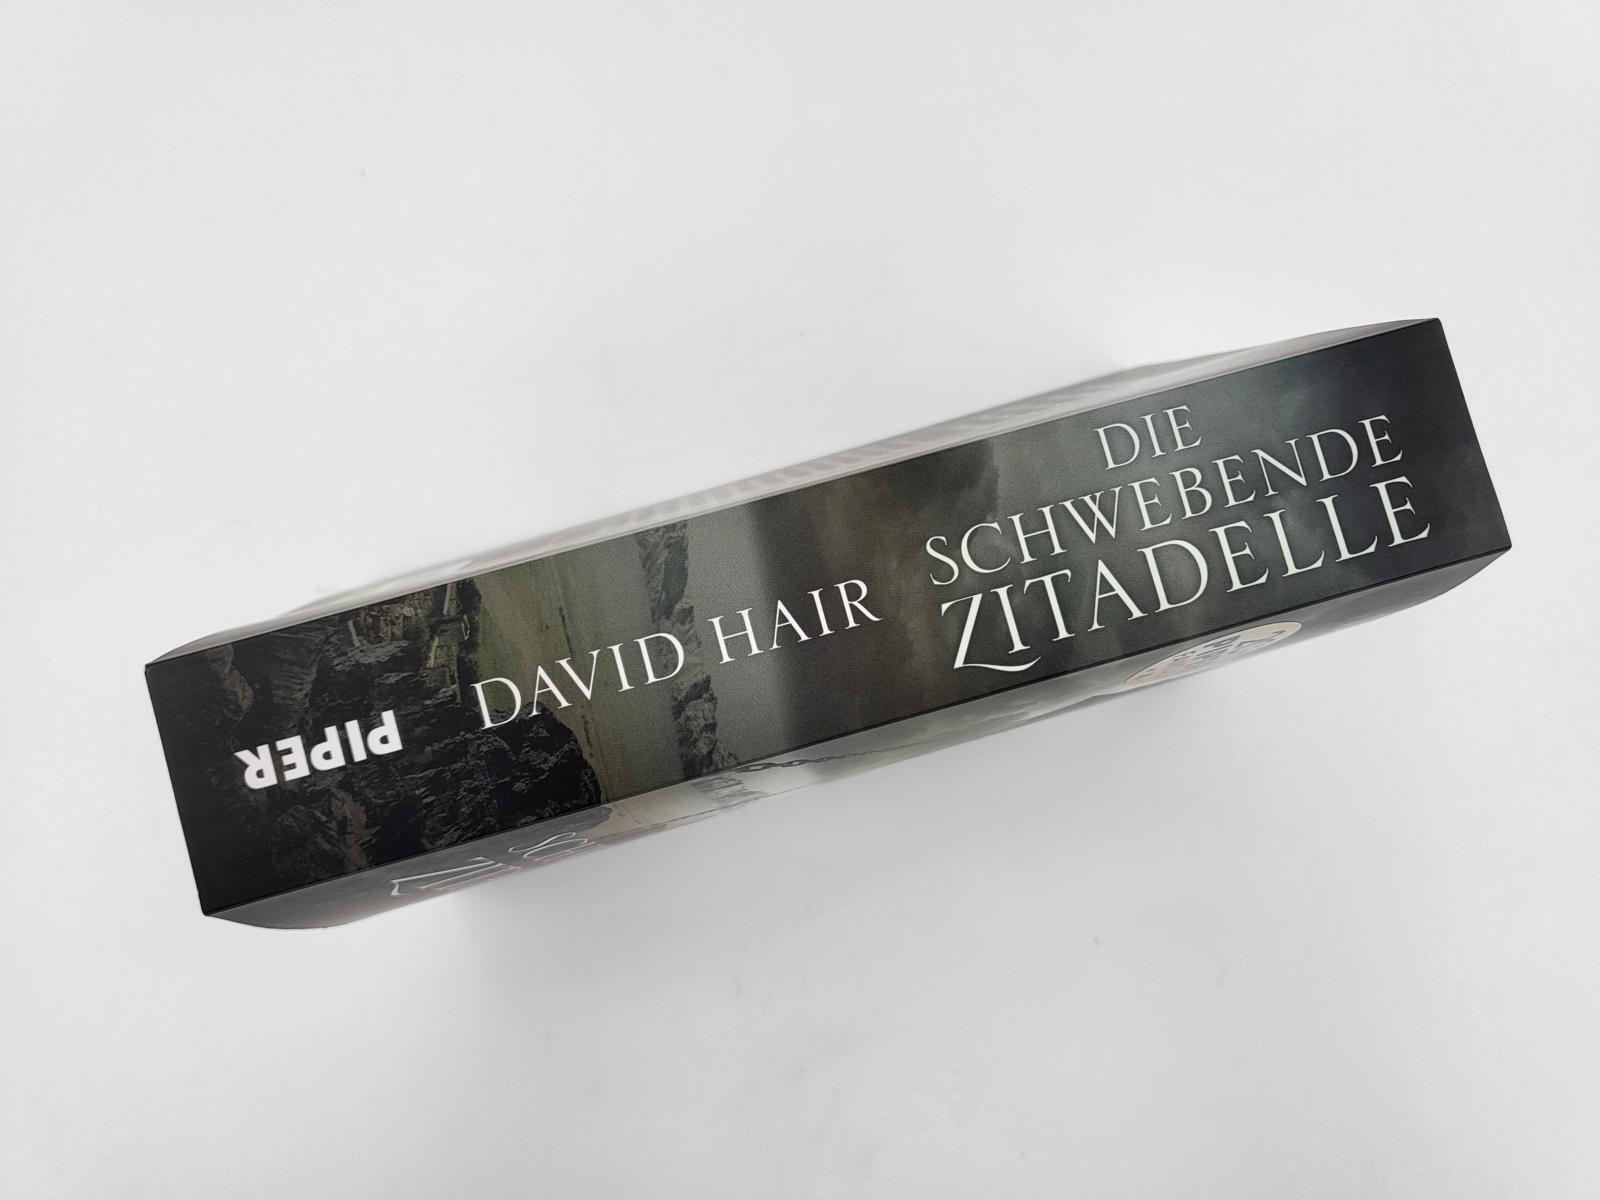 DAVID HAIR
DIE
SCHWEBENDE
ZITADELLE
PIPER